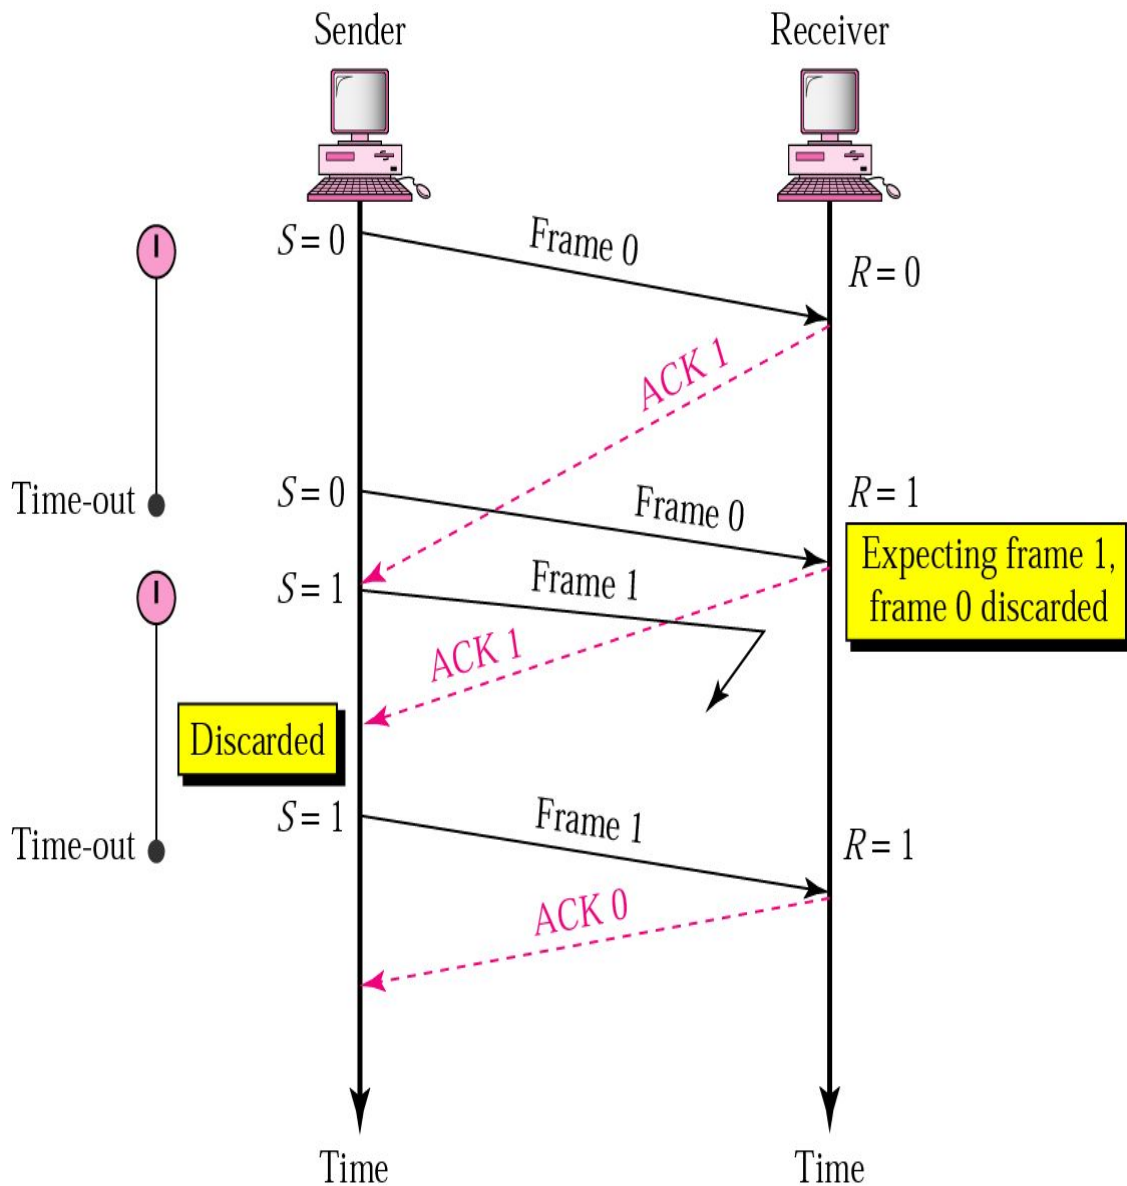 Sender
Receiver
S = 0
Frame 0
R = 0
ACK 1
Time-out
S = 0
Frame 0
R = 1
Expecting frame 1,
frame 0 discarded
S = 1
Frame 1
ACK 1
Discarded
S = 1
Frame 1
Time-out
R = 1
ACK 0
Time
Time